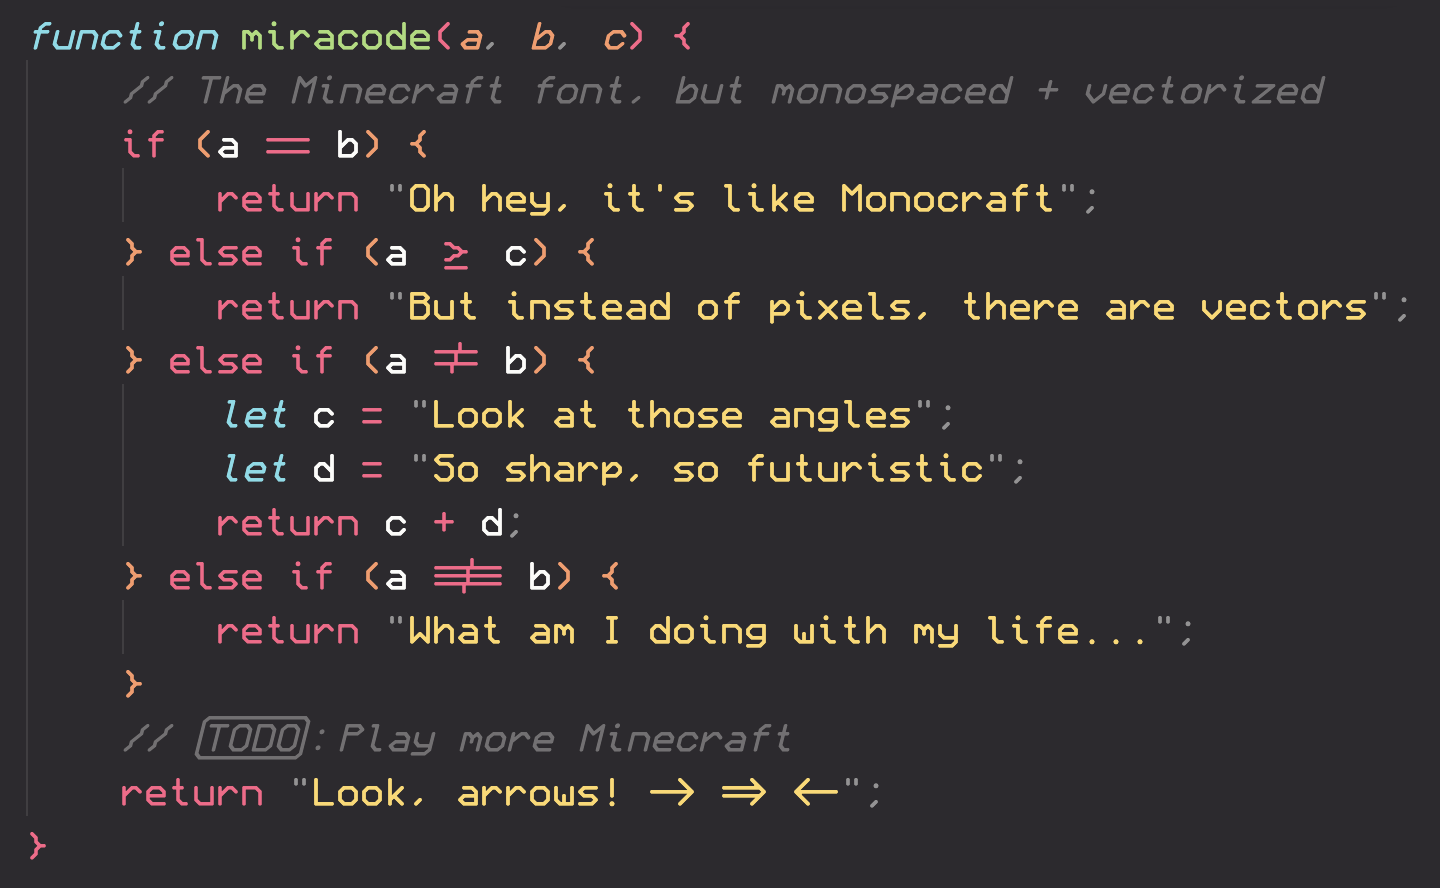 function miracode(a, b, c) {
    // The Minecraft font, but monospaced + vectorized
    if (a == b) {
        return "Oh hey, it's like Monocraft";
    } else if (a ≥ c) {
        return "But instead of pixels, there are vectors";
    } else if (a ≠ b) {
        let c = "Look at those angles";
        let d = "So sharp, so futuristic";
        return c + d;
    } else if (a ≢ b) {
        return "What am I doing with my life...";
    }
    // TODO: Play more Minecraft
    return "Look, arrows! → ⇒ ←";
}